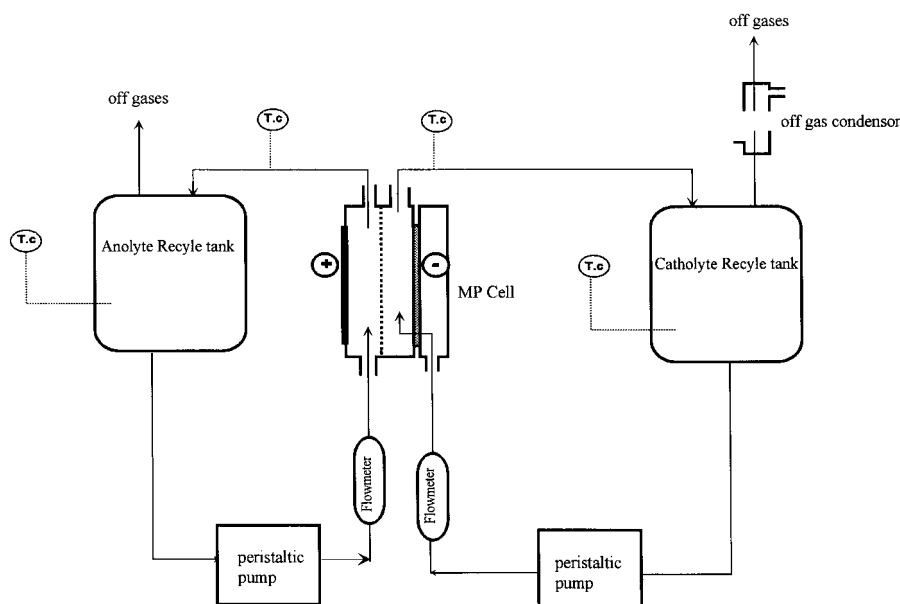 off gases
off gases
off gas condensor
T.c
T.c
T.c
Anolyte Recyle tank
+
-
MP Cell
T.c
Catholyte Recyle tank
Flowmeter
Flowmeter
peristaltic
pump
peristaltic
pump